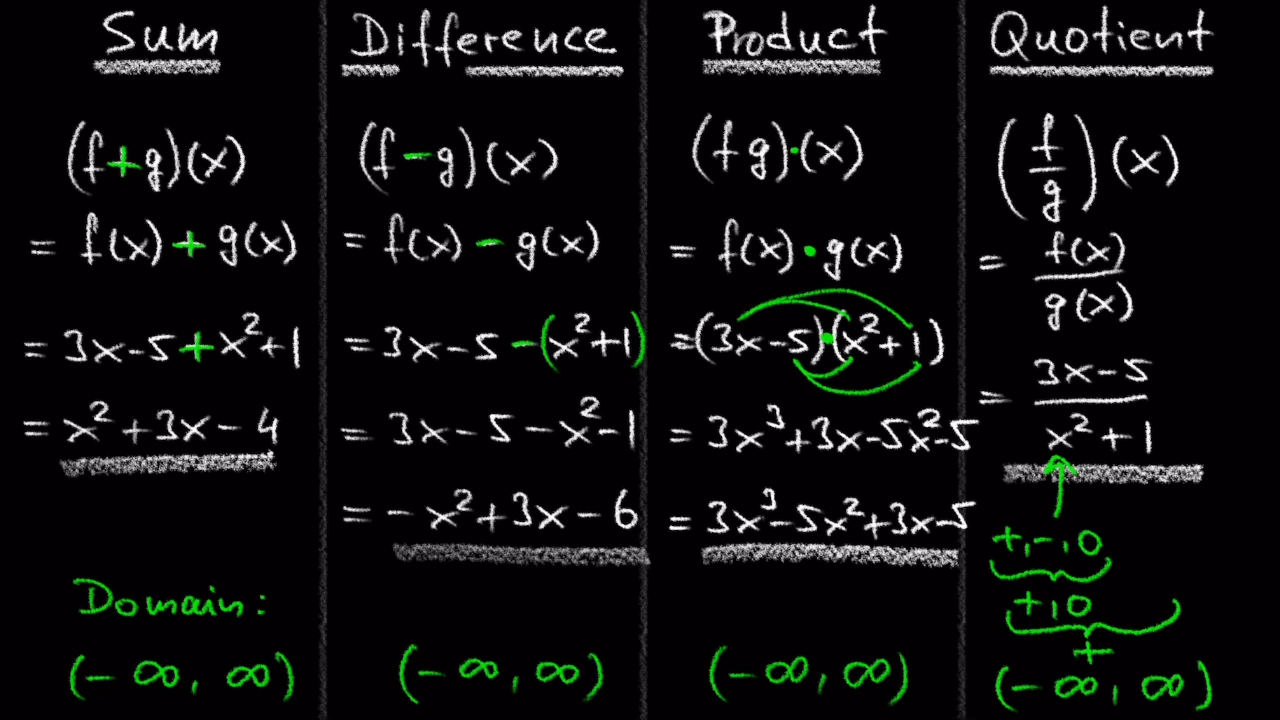 Sum
(f+g)(x)
= f(x) + g(x)
= 3x-5+x²+1
= x²+3x-4
Domain:
(-∞, ∞)
Difference
(f-g)(x)
= f(x) - g(x)
= 3x-5-(x²+1)
= 3x-5-x²-1
= -x²+3x-6
(-∞, ∞)
Product
(fg)·(x)
= f(x)·g(x)
=(3x-5)·(x²+1)
= 3x³+3x-5x²-5
= 3x³-5x²+3x-5
(-∞, ∞)
Quotient
(f/g)(x)
= f(x)/g(x)
= (3x-5)/(x²+1)
+,-,0
+,0
+
(-∞, ∞)